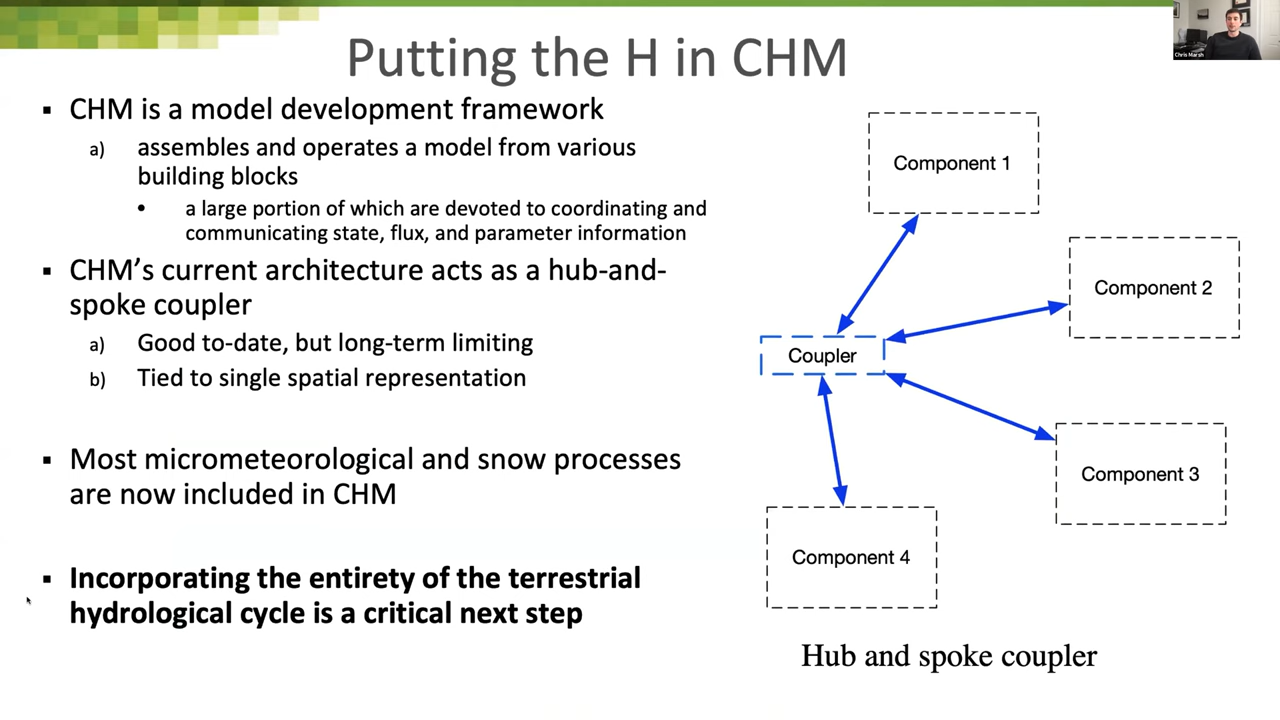 Putting the H in CHM
Chris Marsh
▪ CHM is a model development framework
a) assembles and operates a model from various
building blocks
• a large portion of which are devoted to coordinating and
communicating state, flux, and parameter information
▪ CHM’s current architecture acts as a hub-and-
spoke coupler
a) Good to-date, but long-term limiting
b) Tied to single spatial representation
▪ Most micrometeorological and snow processes
are now included in CHM
▪ Incorporating the entirety of the terrestrial
hydrological cycle is a critical next step
Component 1
Component 2
Coupler
Component 3
Component 4
Hub and spoke coupler